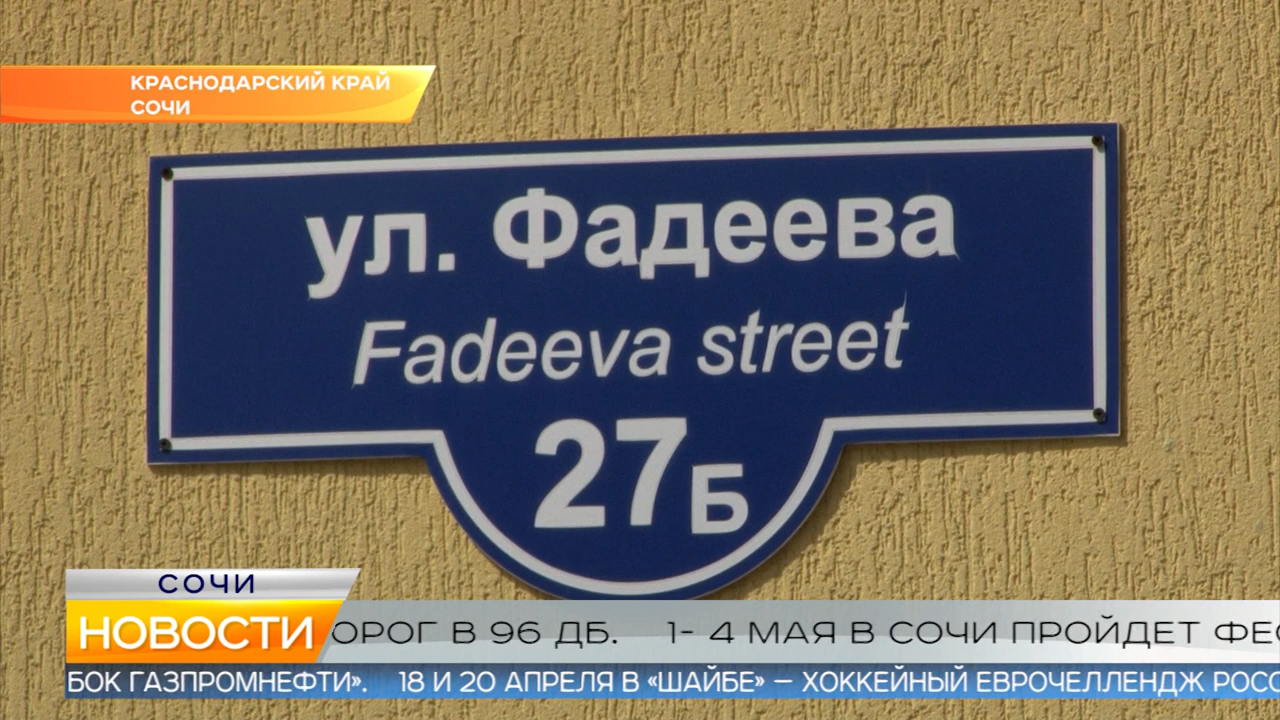 КРАСНОДАРСКИЙ КРАЙ
СОЧИ
ул. Фадеева
Fadeeva street
27Б
СОЧИ
НОВОСТИ
ОРОГ В 96 ДБ. 1- 4 МАЯ В СОЧИ ПРОЙДЕТ ФЕС
БОК ГАЗПРОМНЕФТИ». 18 И 20 АПРЕЛЯ В «ШАЙБЕ» – ХОККЕЙНЫЙ ЕВРОЧЕЛЛЕНДЖ РОСС